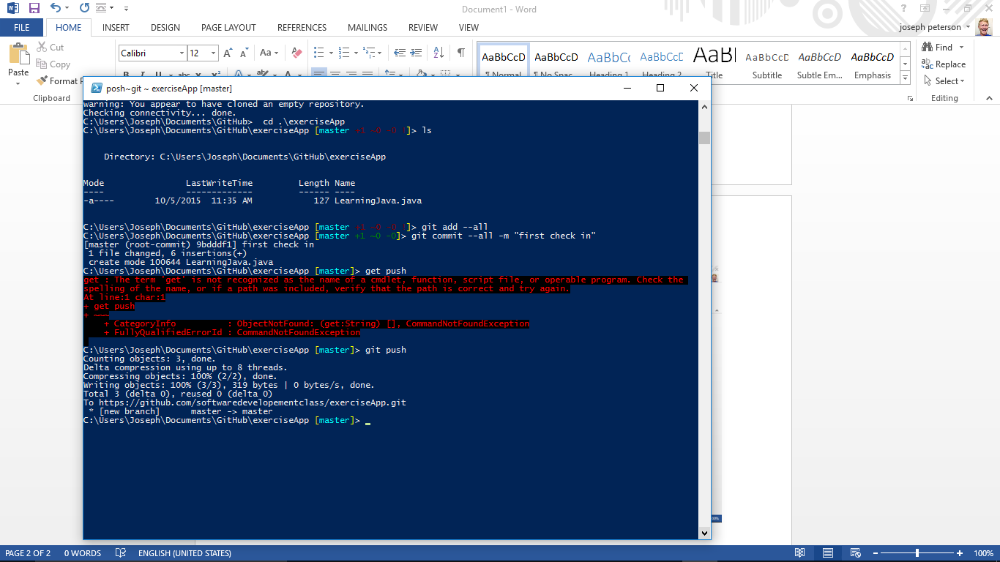 Document1 - Word
FILE HOME INSERT DESIGN PAGE LAYOUT REFERENCES MAILINGS REVIEW VIEW
joseph peterson
Paste
Cut
Copy
Format
Clipboard
Calibri 12
Aa
AaBbCcD AaBbCcD AaBbCc AaBbCcD AaBl AaBbCcD AaBbCcD AaBbCcD
¶ Normal ¶ No Spac... Heading 1 Heading 2 Title Subtitle Subtle Em... Emphasis
Find
Replace
Select
Editing
posh~git ~ exerciseApp [master]
warning: You appear to have cloned an empty repository.
Checking connectivity... done.
C:\Users\Joseph\Documents\GitHub> cd .\exerciseApp
C:\Users\Joseph\Documents\GitHub\exerciseApp [master +1 ~0 -0 !]> ls
Directory: C:\Users\Joseph\Documents\GitHub\exerciseApp
Mode LastWriteTime Length Name
---- ------------- ------ ----
-a---- 10/5/2015 11:35 AM 127 LearningJava.java
C:\Users\Joseph\Documents\GitHub\exerciseApp [master +1 ~0 -0 !]> git add --all
C:\Users\Joseph\Documents\GitHub\exerciseApp [master +1 ~0 -0]> git commit --all -m "first check in"
[master (root-commit) 9bdddf1] first check in
1 file changed, 6 insertions(+)
create mode 100644 LearningJava.java
C:\Users\Joseph\Documents\GitHub\exerciseApp [master]> get push
get : The term 'get' is not recognized as the name of a cmdlet, function, script file, or operable program. Check the
spelling of the name, or if a path was included, verify that the path is correct and try again.
At line:1 char:1
+ get push
+ ~~~
+ CategoryInfo : ObjectNotFound: (get:String) [], CommandNotFoundException
+ FullyQualifiedErrorId : CommandNotFoundException
C:\Users\Joseph\Documents\GitHub\exerciseApp [master]> git push
Counting objects: 3, done.
Delta compression using up to 8 threads.
Compressing objects: 100% (2/2), done.
Writing objects: 100% (3/3), 319 bytes | 0 bytes/s, done.
Total 3 (delta 0), reused 0 (delta 0)
To https://github.com/softwaredevelopementclass/exerciseApp.git
* [new branch] master -> master
C:\Users\Joseph\Documents\GitHub\exerciseApp [master]>
PAGE 2 OF 2 0 WORDS ENGLISH (UNITED STATES) 100%